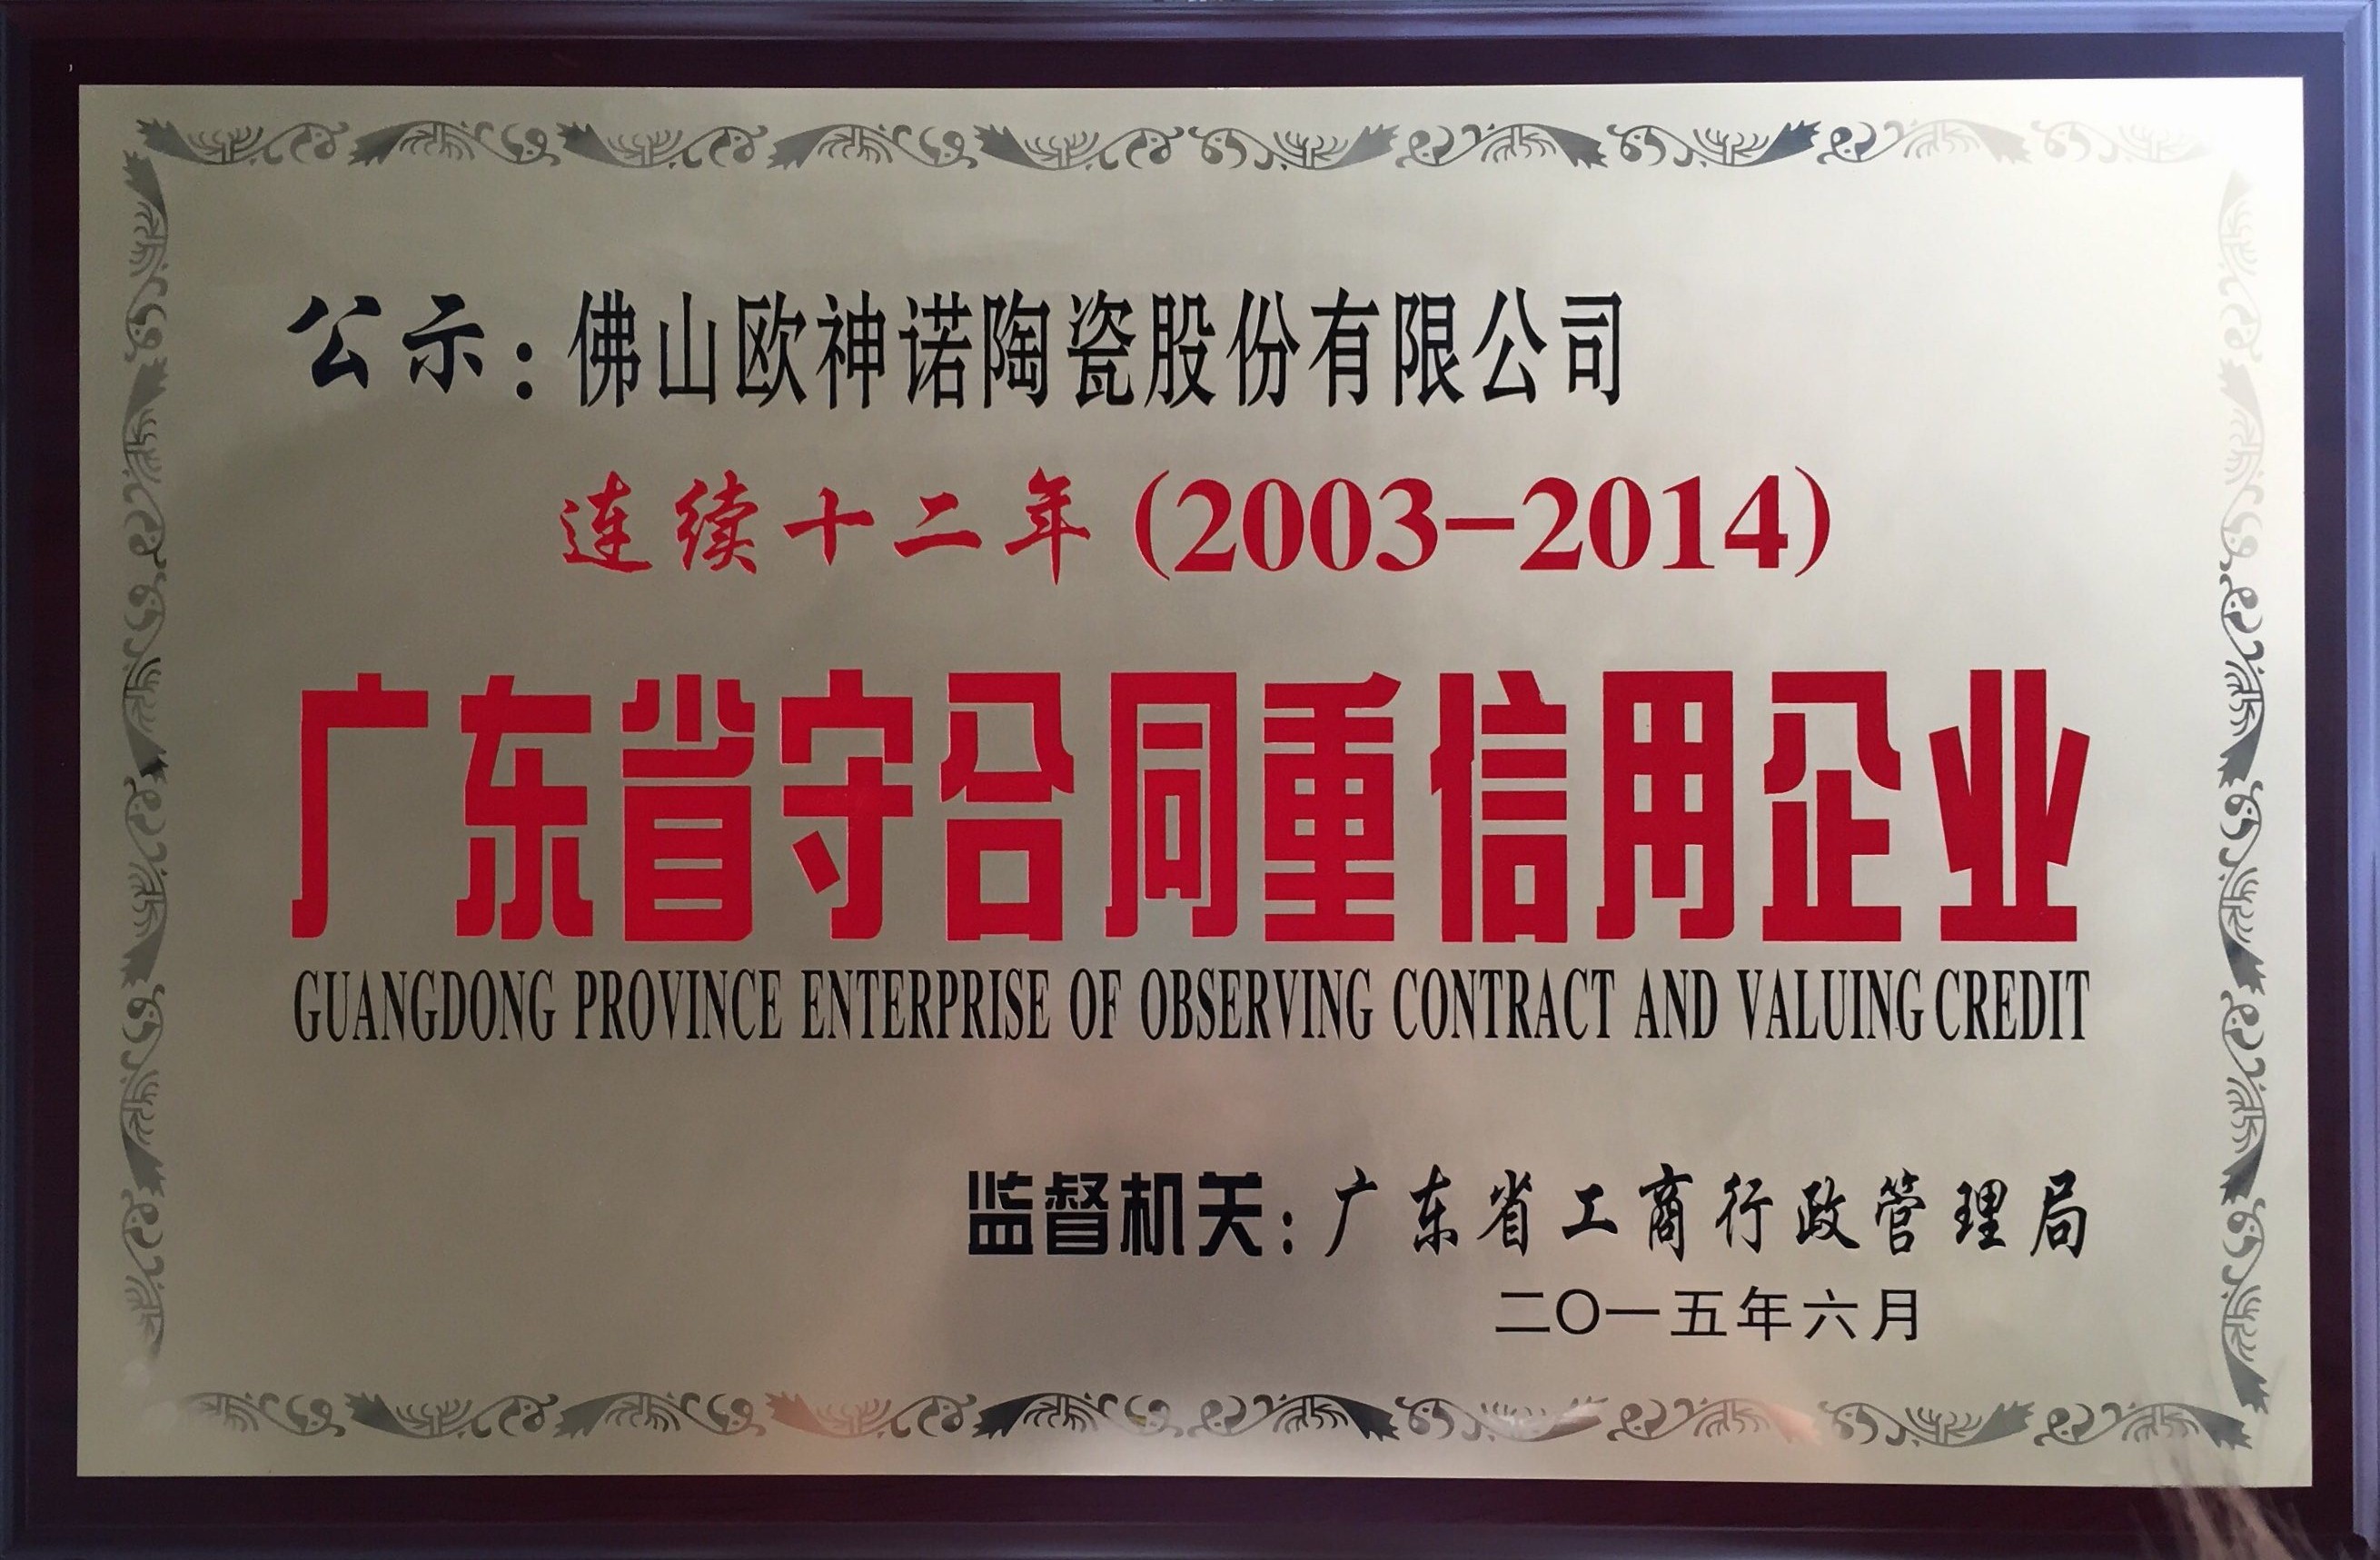 公示:佛山欧神诺陶瓷股份有限公司
连续十二年(2003-2014)
广东省守合同重信用企业
GUANGDONG PROVINCE ENTERPRISE OF OBSERVING CONTRACT AND VALUING CREDIT
监督机关:广东省工商行政管理局
二〇一五年六月